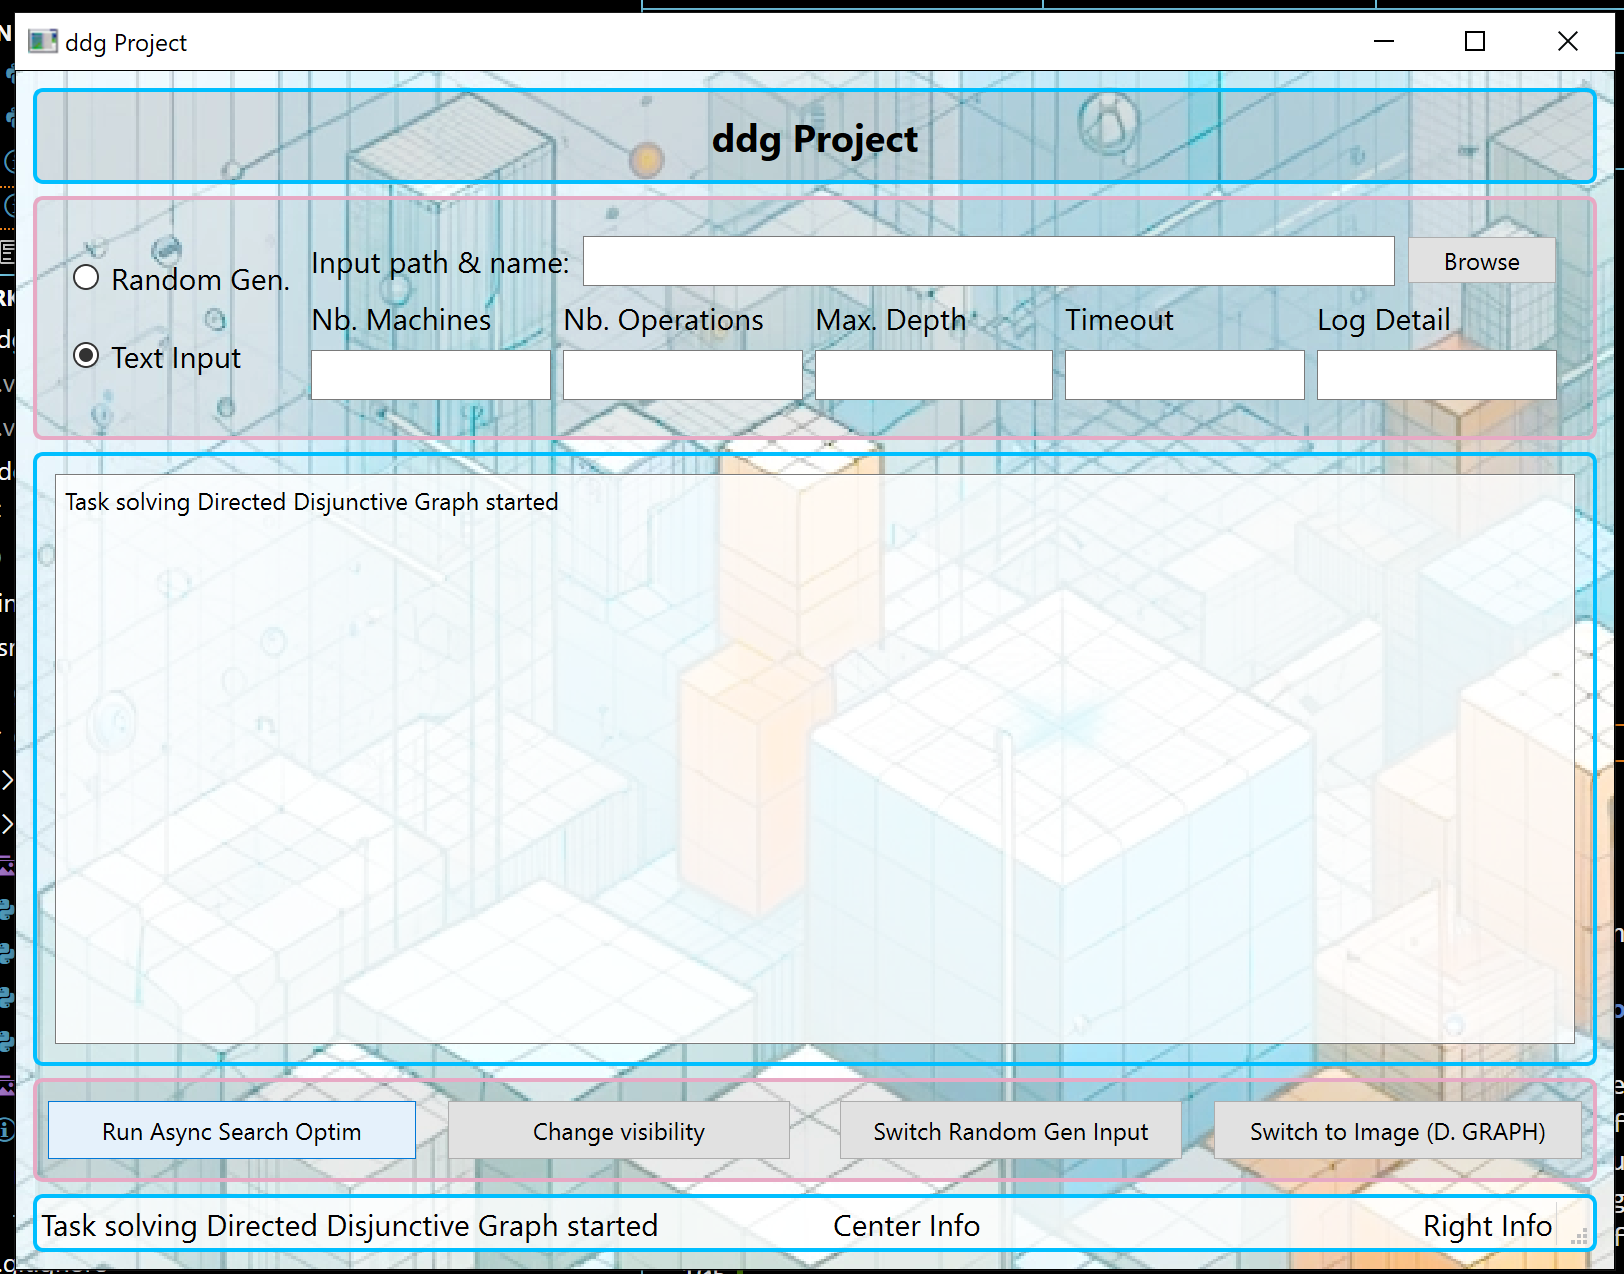 ddg Project
ddg Project
Random Gen.
Text Input
Input path & name:
Browse
Nb. Machines
Nb. Operations
Max. Depth
Timeout
Log Detail
Task solving Directed Disjunctive Graph started
Run Async Search Optim
Change visibility
Switch Random Gen Input
Switch to Image (D. GRAPH)
Task solving Directed Disjunctive Graph started
Center Info
Right Info